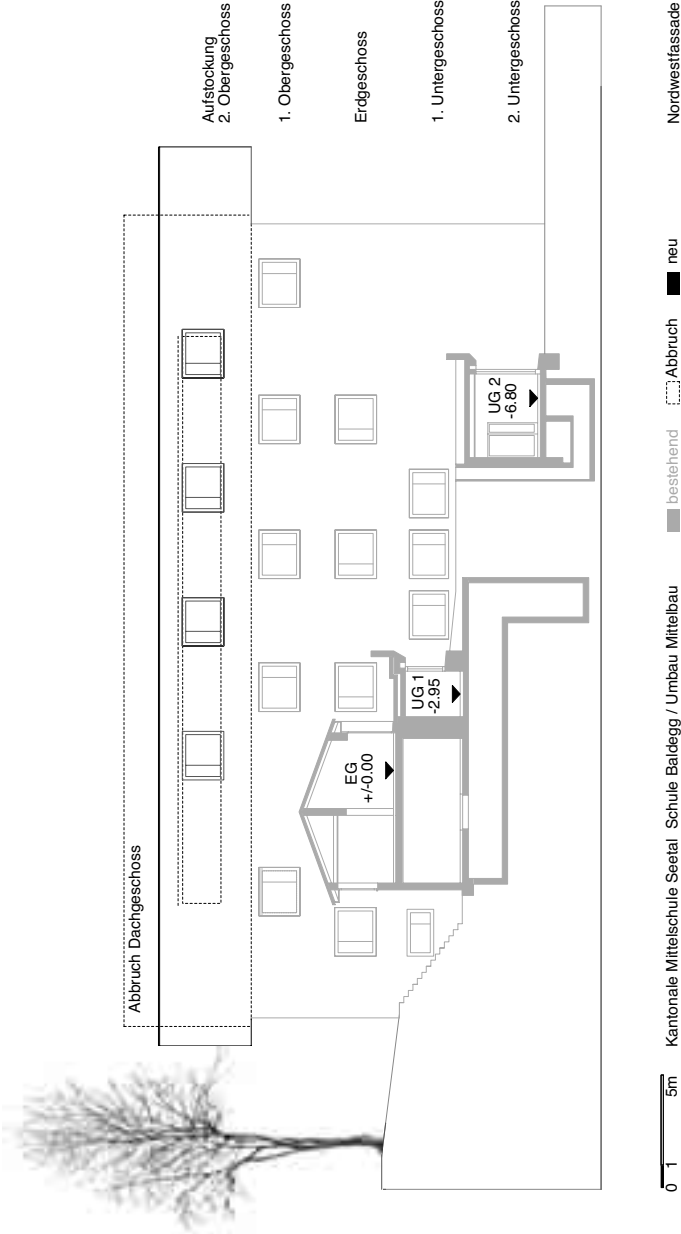 Abbruch Dachgeschoss
Aufstockung
2. Obergeschoss
1. Obergeschoss
Erdgeschoss
1. Untergeschoss
2. Untergeschoss
EG
+/-0.00
UG 1
-2.95
UG 2
-6.80
0 1 5m
Kantonale Mittelschule Seetal Schule Baldegg / Umbau Mittelbau
bestehend
Abbruch
neu
Nordwestfassade